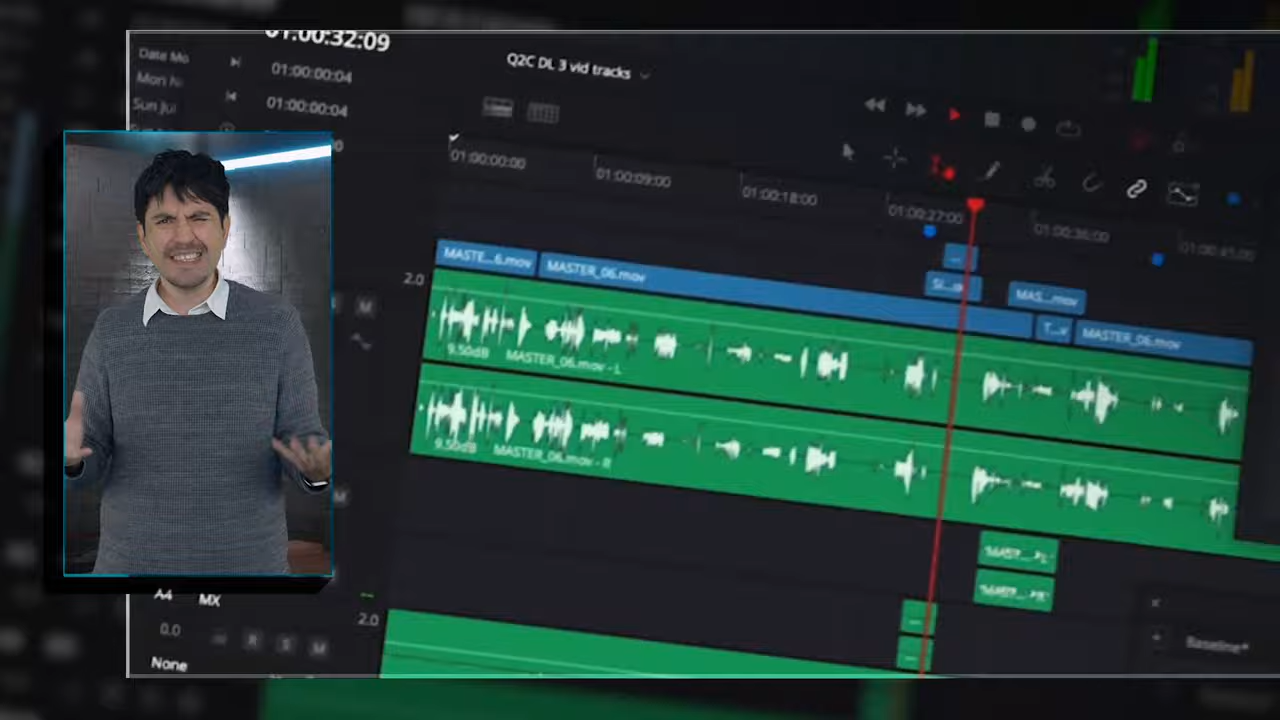 01:00:32:09
Date Mo
01:00:00:04
Q2C DL 3 vid tracks
Sun Jul
01:00:00:04
01:00:00:00
01:00:09:00
01:00:18:00
01:00:27:00
01:00:36:00
01:00:45:00
2.0
MASTE...6.mov
MASTER_06.mov
MAS...mov
T...v
MASTER_06.mov
M
9.50dB
MASTER_06.mov - L
9.50dB
MASTER_06.mov - R
M
A4
MX
2.0
0.0
R
S
M
None
Baseline*